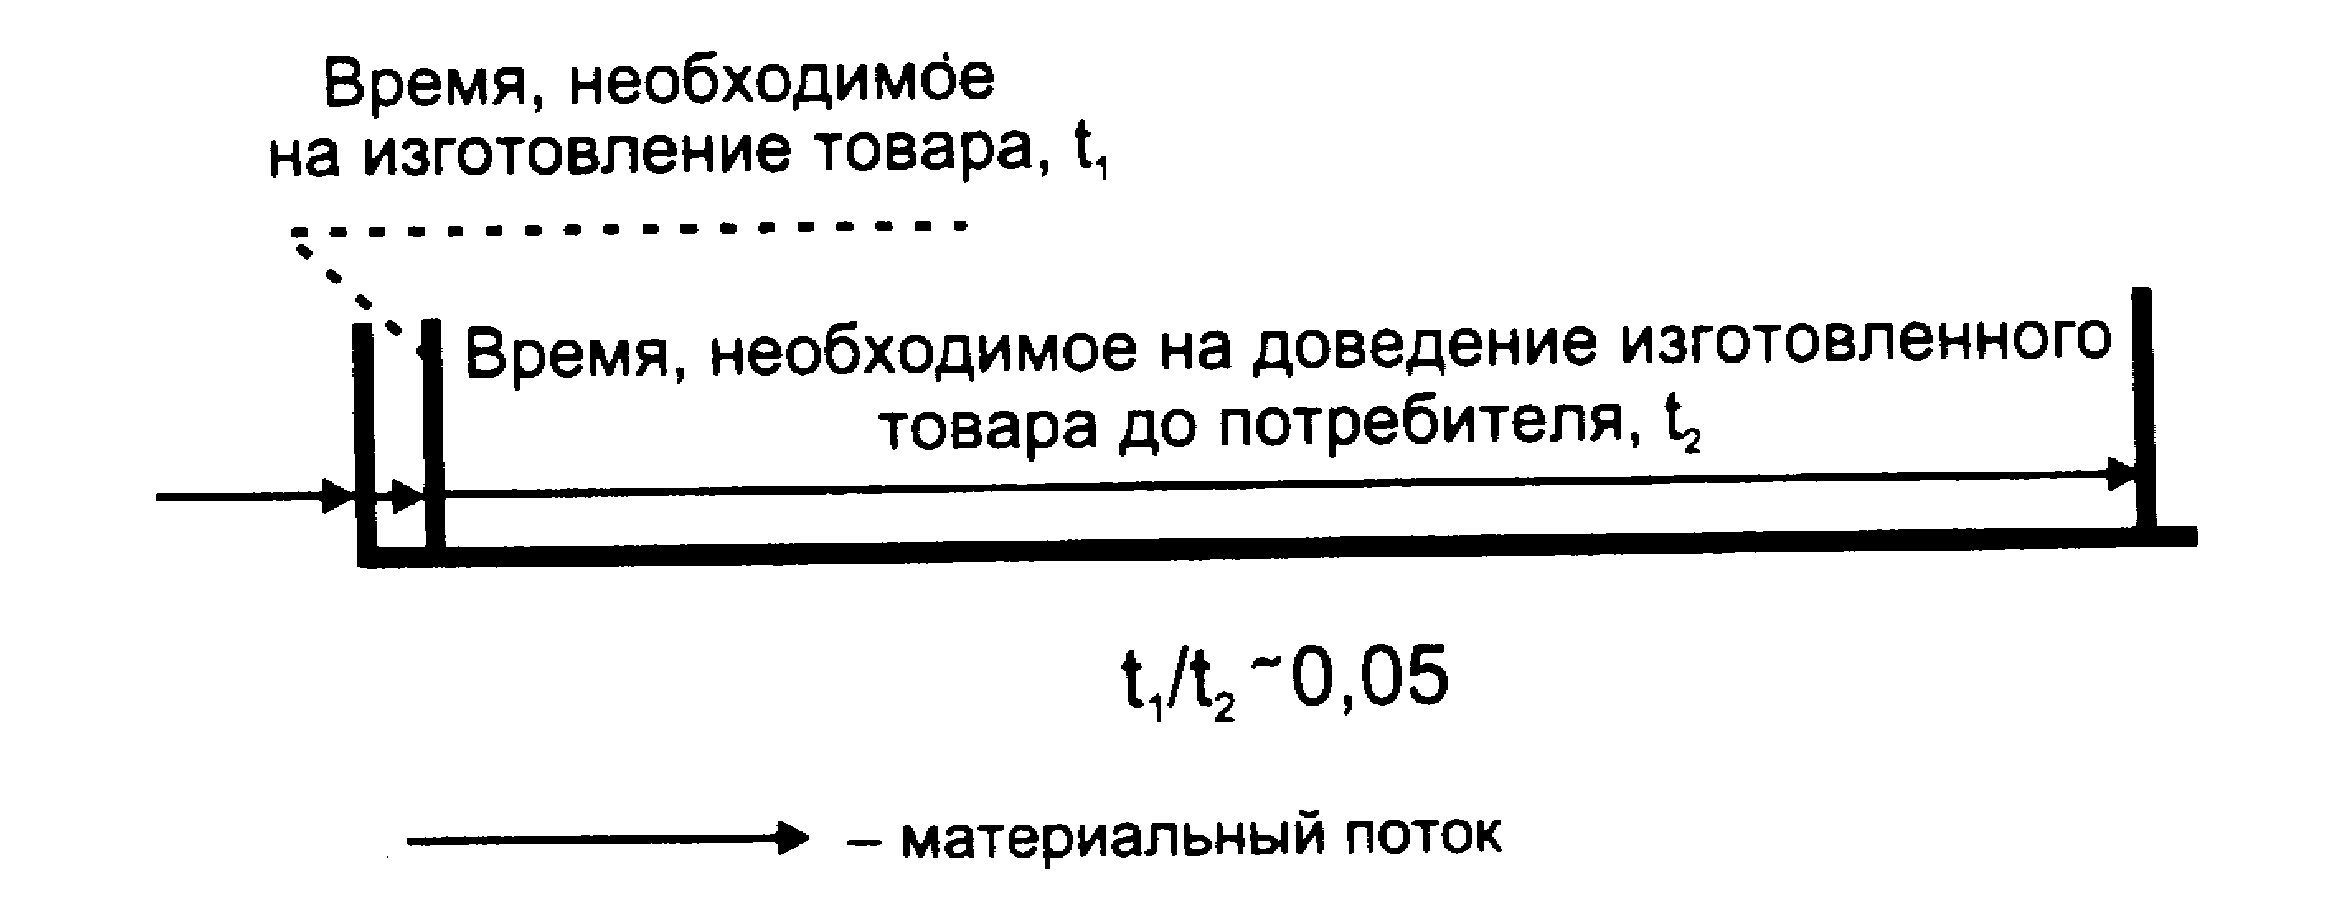 Время, необходимое
на изготовление товара, t₁
Время, необходимое на доведение изготовленного
товара до потребителя, t₂
t₁/t₂ ~0,05
– материальный поток